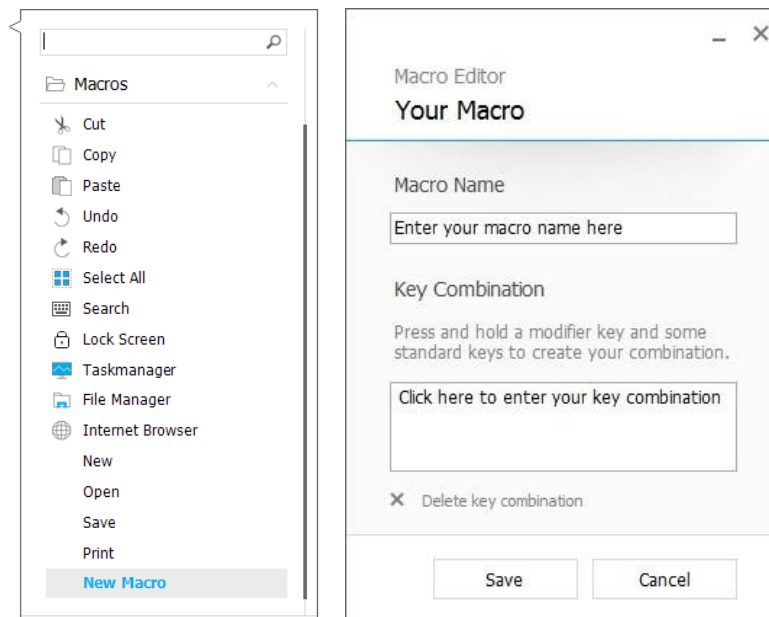 Macros
Cut
Copy
Paste
Undo
Redo
Select All
Search
Lock Screen
Taskmanager
File Manager
Internet Browser
New
Open
Save
Print
New Macro
Macro Editor
Your Macro
Macro Name
Enter your macro name here
Key Combination
Press and hold a modifier key and some
standard keys to create your combination.
Click here to enter your key combination
Delete key combination
Save
Cancel